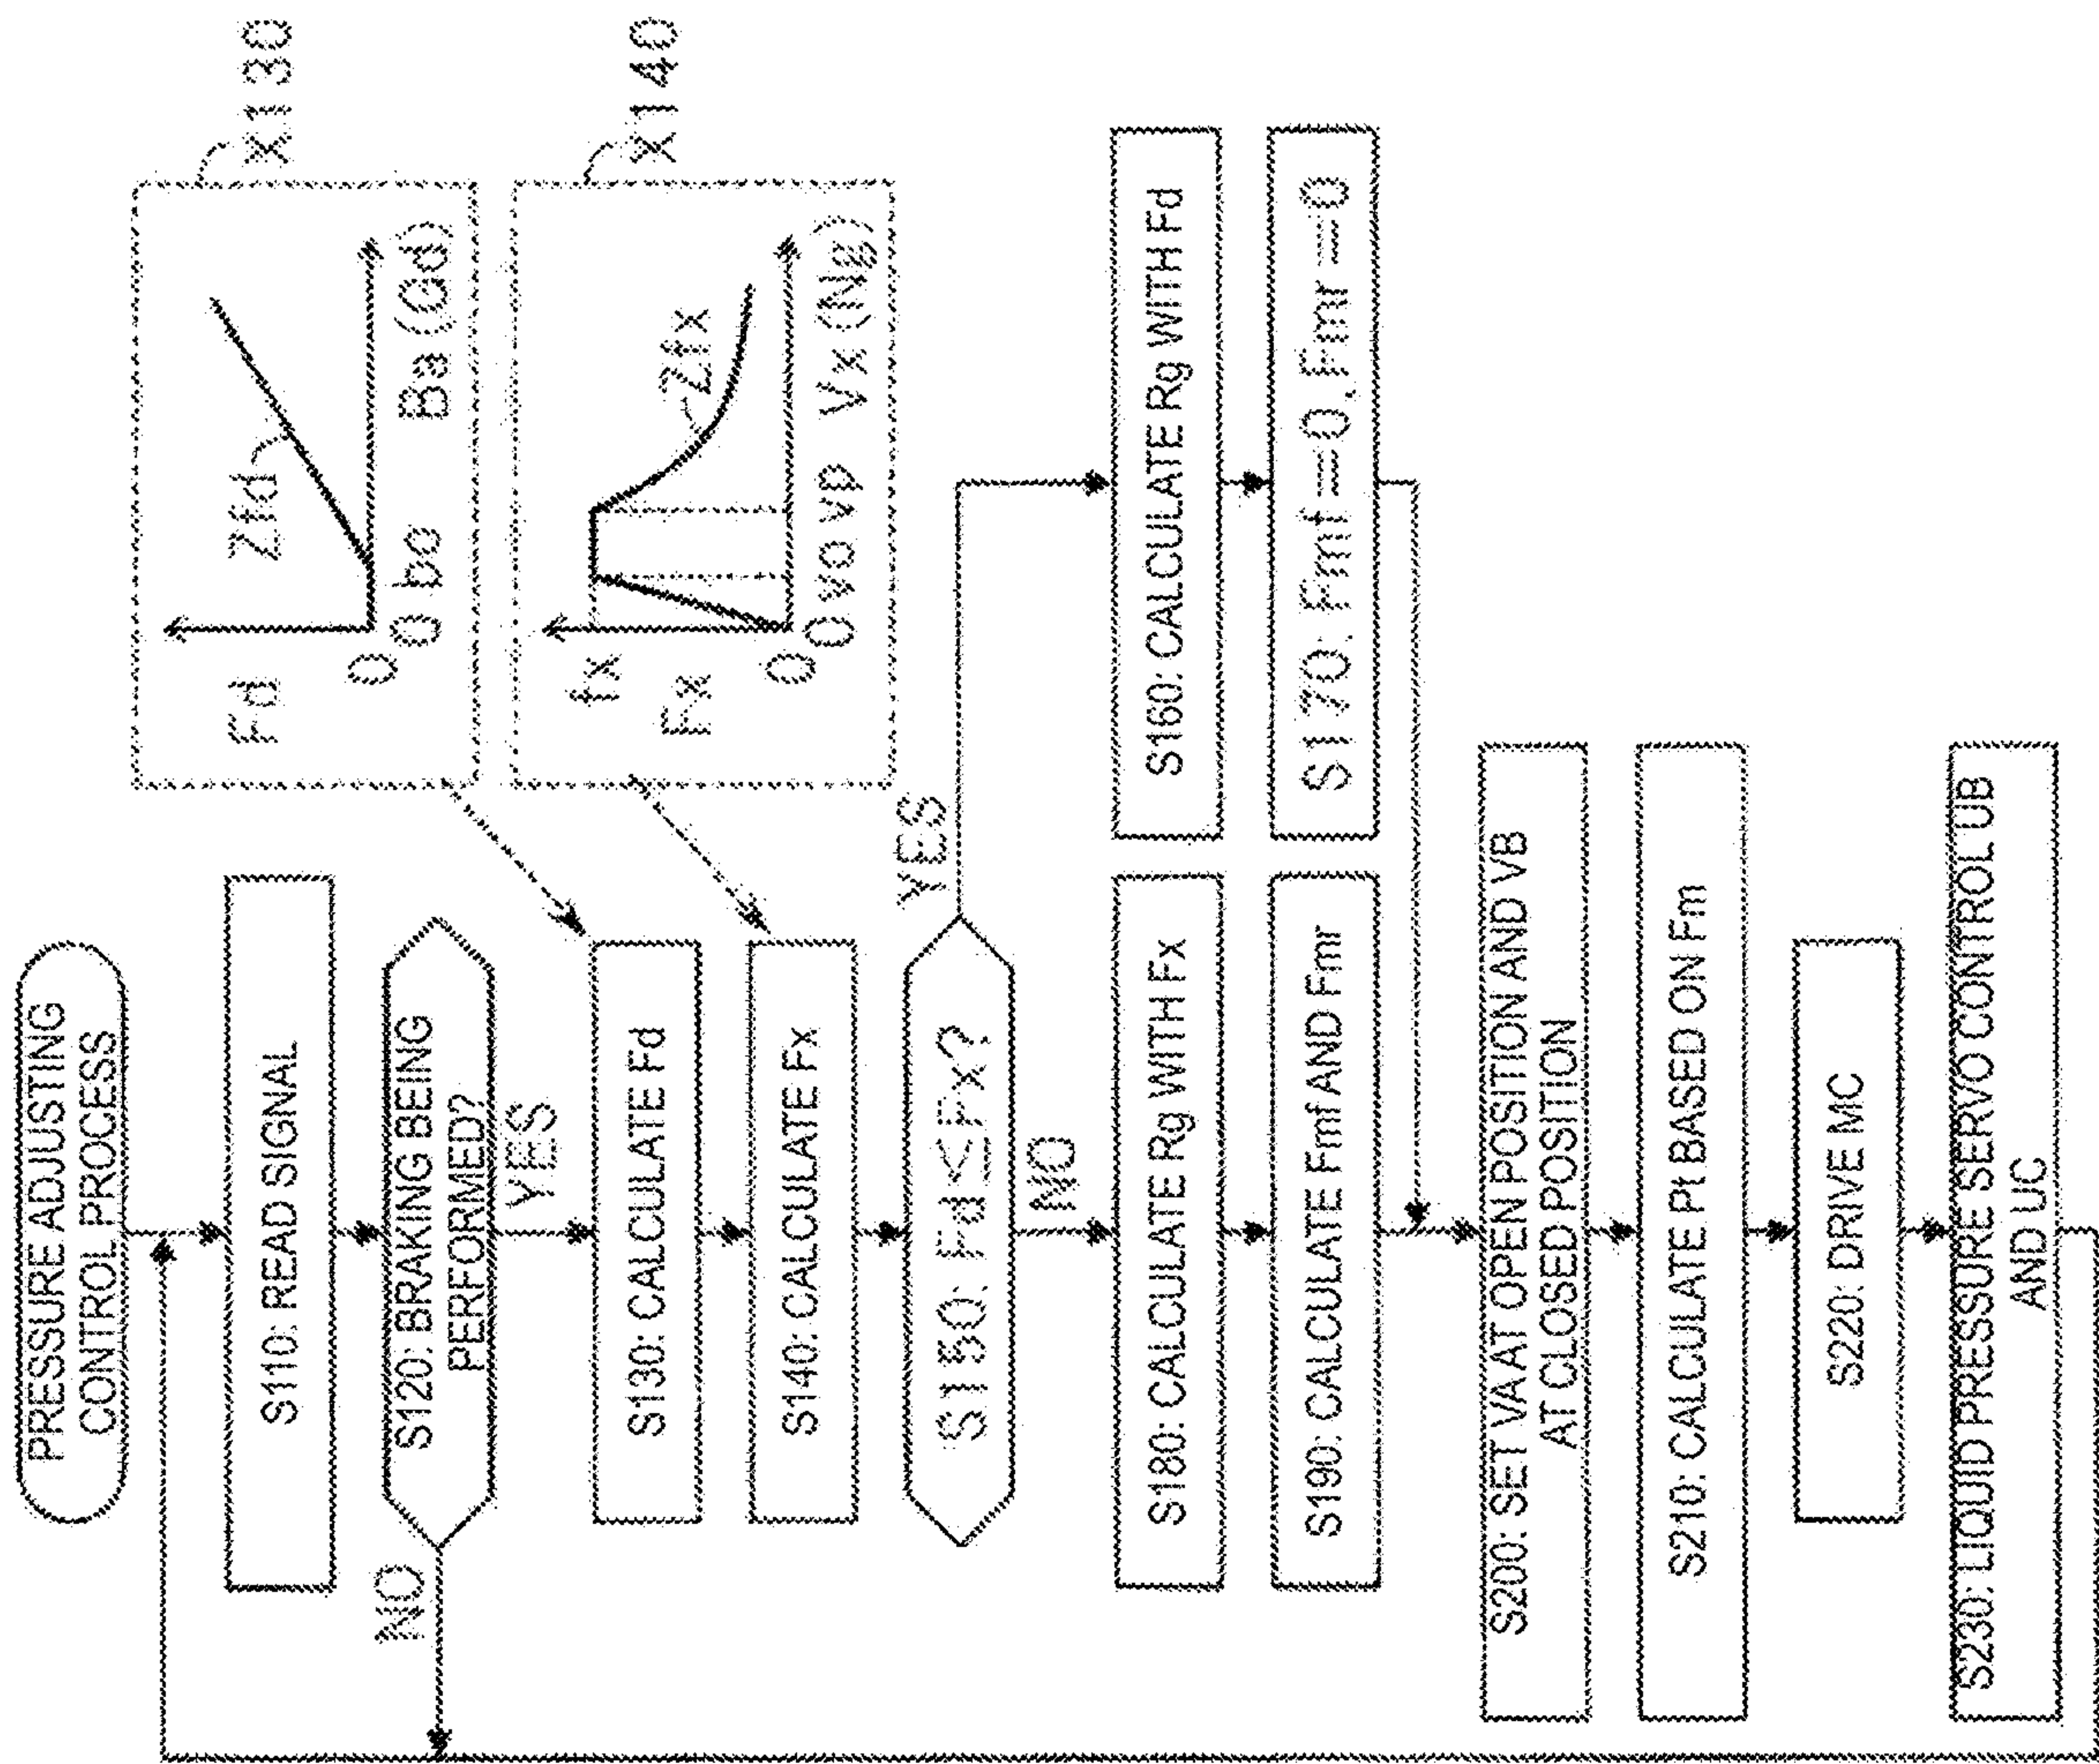 PRESSURE ADJUSTING
CONTROL PROCESS
S110: READ SIGNAL
S120: BRAKING BEING
PERFORMED?
NO
YES
X130
Fd
Zfd
0
0 bo Ba (Gd)
S130: CALCULATE Fd
X140
fx
Fx
Zfx
0
0 vo vp Vx (Ng)
S140: CALCULATE Fx
S150: Fd≦Fx?
YES
NO
S160: CALCULATE Rg WITH Fd
S170: Fmf=0, Fmr=0
S180: CALCULATE Rg WITH Fx
S190: CALCULATE Fmf AND Fmr
S200: SET VA AT OPEN POSITION AND VB
AT CLOSED POSITION
S210: CALCULATE Pt BASED ON Fm
S220: DRIVE MC
S230: LIQUID PRESSURE SERVO CONTROL UB
AND UC